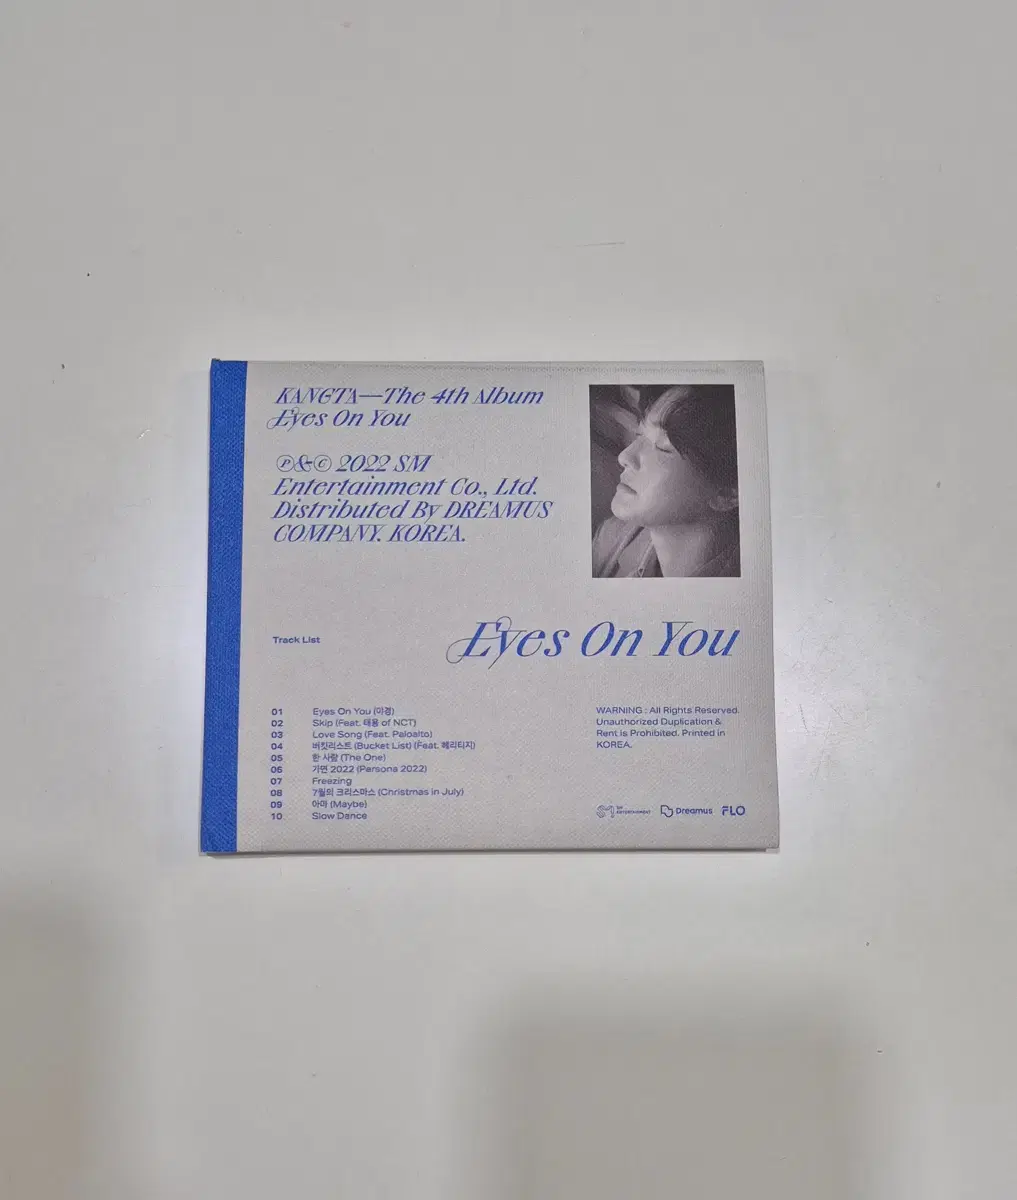 KANGTA—The 4th Album
Eyes On You
Ⓟ&Ⓒ 2022 SM
Entertainment Co., Ltd.
Distributed By DREAMUS
COMPANY. KOREA.
Eyes On You
Track List
01 Eyes On You (야경)
02 Skip (Feat. 태용 of NCT)
03 Love Song (Feat. Paloalto)
04 버킷리스트 (Bucket List) (Feat. 헤리티지)
05 한 사람 (The One)
06 가면 2022 (Persona 2022)
07 Freezing
08 7월의 크리스마스 (Christmas in July)
09 아마 (Maybe)
10 Slow Dance
WARNING : All Rights Reserved.
Unauthorized Duplication &
Rent is Prohibited. Printed in
KOREA.
SM ENTERTAINMENT Dreamus FLO